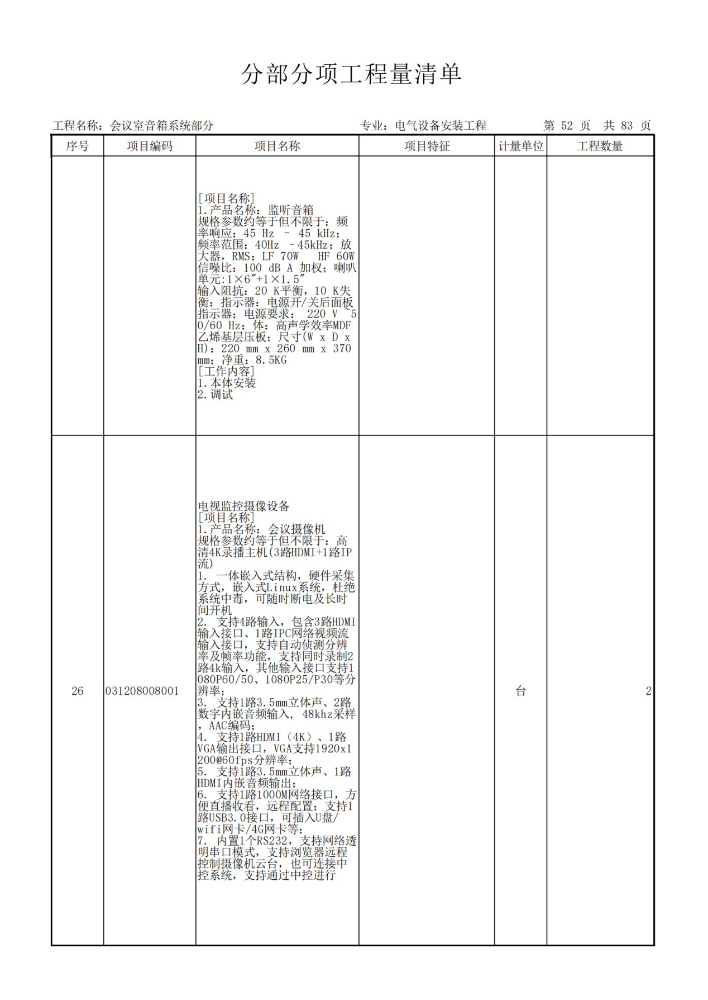 分部分项工程量清单
工程名称：会议室音箱系统部分 专业：电气设备安装工程 第 52 页 共 83 页
序号 项目编码 项目名称 项目特征 计量单位 工程数量
[项目名称]
1.产品名称：监听音箱
规格参数约等于但不限于：频
率响应：45 Hz － 45 kHz；
频率范围：40Hz －45kHz；放
大器，RMS：LF 70W HF 60W
信噪比：100 dB A 加权；喇叭
单元:1×6″+1×1.5″
输入阻抗：20 K平衡，10 K失
衡；指示器：电源开/关后面板
指示器；电源要求： 220 V ~5
0/60 Hz；体：高声学效率MDF
乙烯基层压板；尺寸(W x D x
H)：220 mm x 260 mm x 370
mm；净重：8.5KG
[工作内容]
1.本体安装
2.调试
电视监控摄像设备
[项目名称]
1.产品名称：会议摄像机
规格参数约等于但不限于：高
清4K录播主机(3路HDMI+1路IP
流)
1. 一体嵌入式结构，硬件采集
方式，嵌入式Linux系统，杜绝
系统中毒，可随时断电及长时
间开机
2. 支持4路输入，包含3路HDMI
输入接口、1路IPC网络视频流
输入接口，支持自动侦测分辨
率及帧率功能，支持同时录制2
路4k输入，其他输入接口支持1
080P60/50、1080P25/P30等分
26 031208008001 辨率； 台 2
3. 支持1路3.5mm立体声、2路
数字内嵌音频输入, 48khz采样
，AAC编码；
4. 支持1路HDMI（4K）、1路
VGA输出接口，VGA支持1920x1
200@60fps分辨率；
5. 支持1路3.5mm立体声、1路
HDMI内嵌音频输出；
6. 支持1路1000M网络接口，方
便直播收看，远程配置；支持1
路USB3.0接口，可插入U盘/
wifi网卡/4G网卡等；
7. 内置1个RS232，支持网络透
明串口模式，支持浏览器远程
控制摄像机云台，也可连接中
控系统，支持通过中控进行